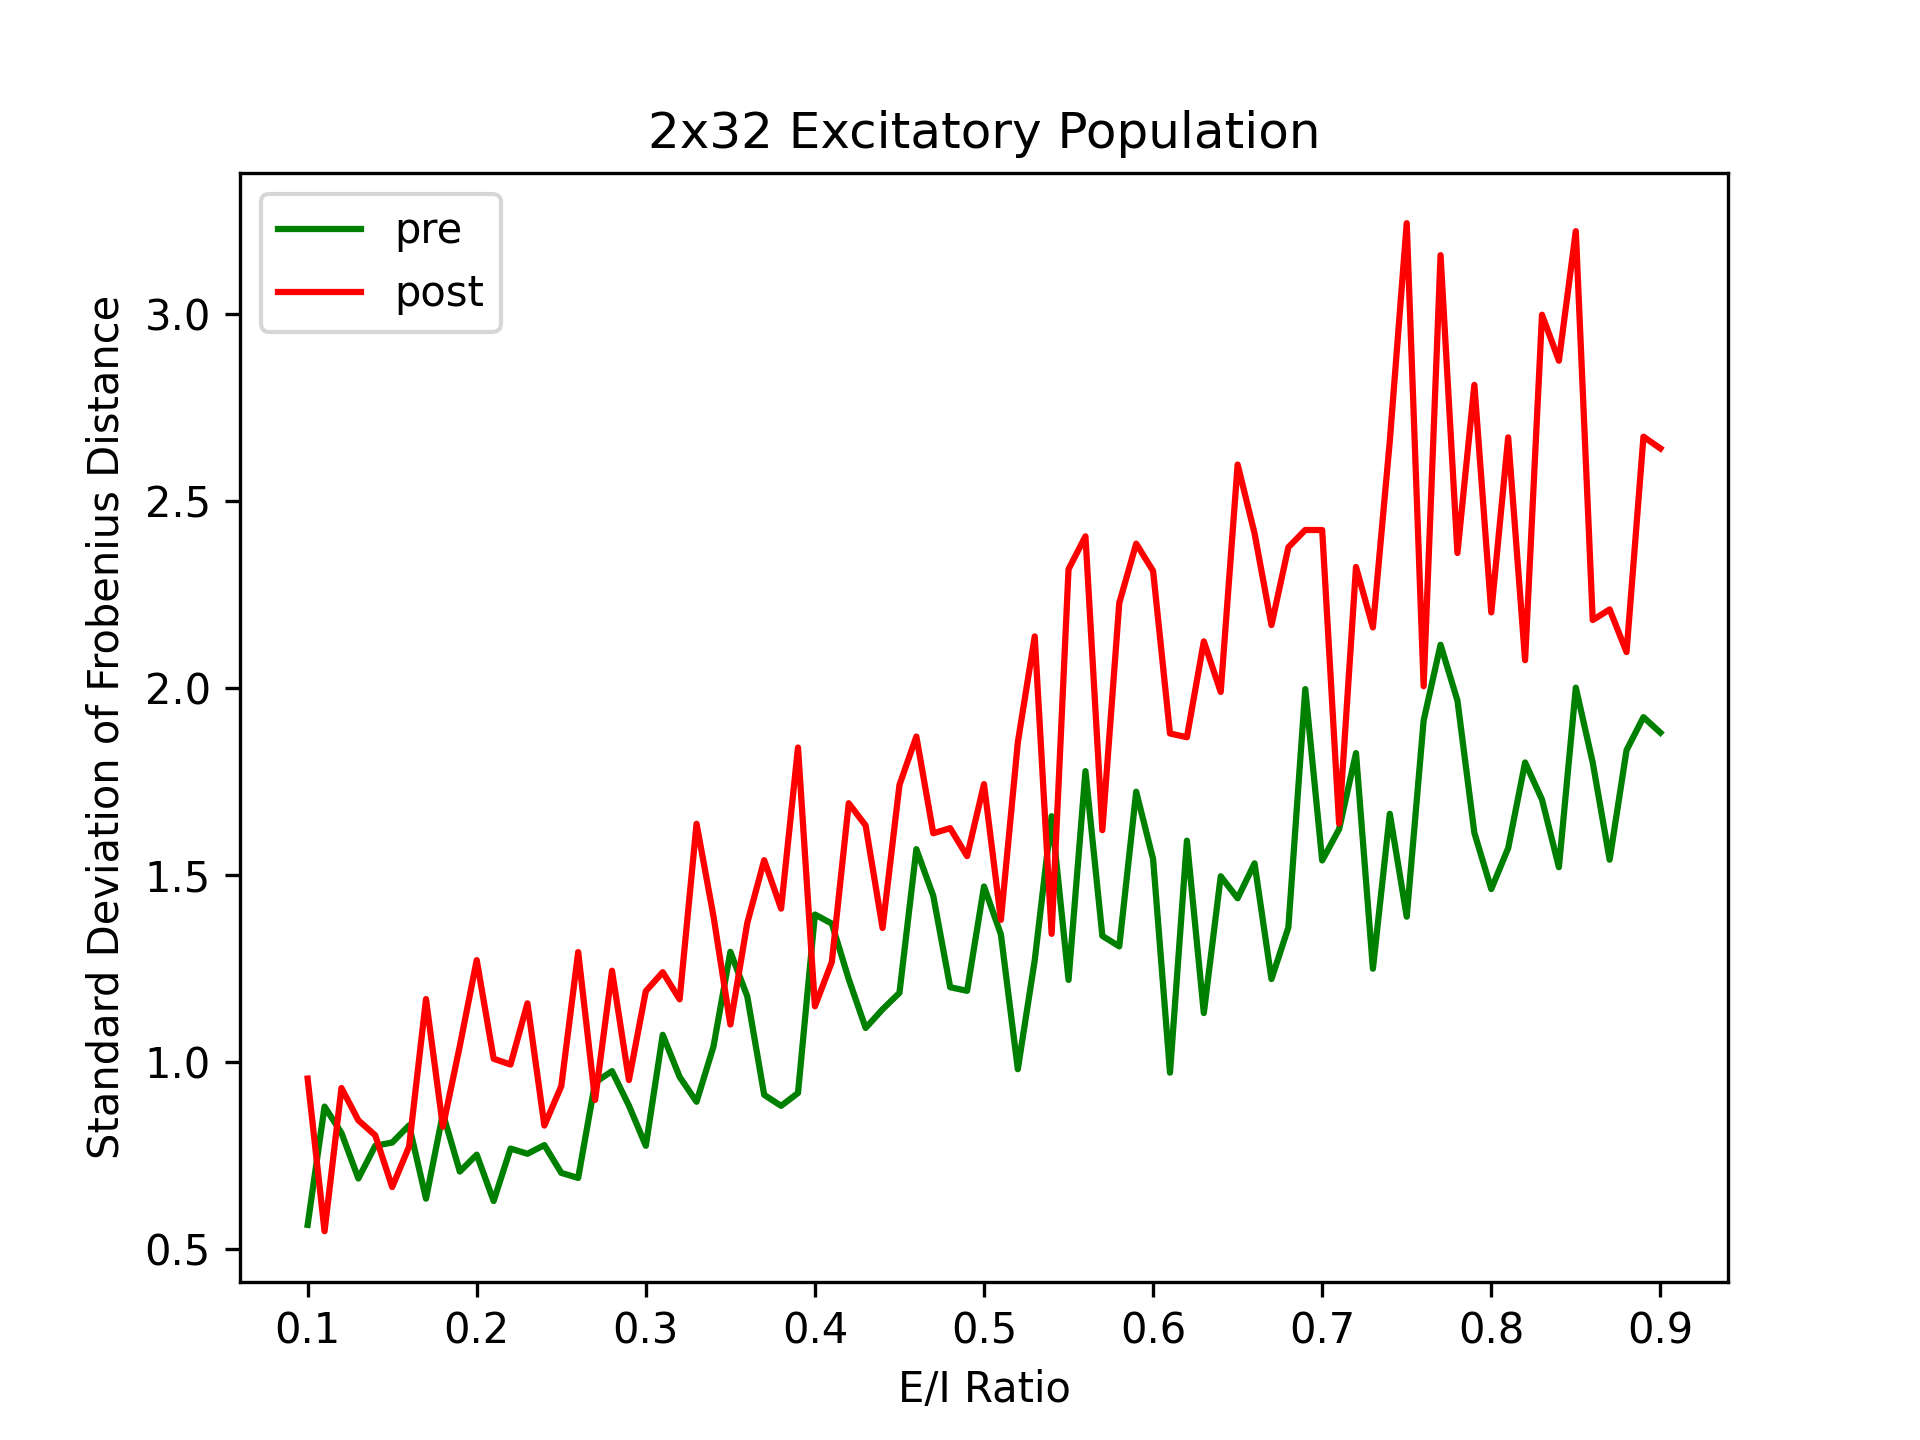 2x32 Excitatory Population
pre
post
Standard Deviation of Frobenius Distance
3.0
2.5
2.0
1.5
1.0
0.5
0.1 0.2 0.3 0.4 0.5 0.6 0.7 0.8 0.9
E/I Ratio